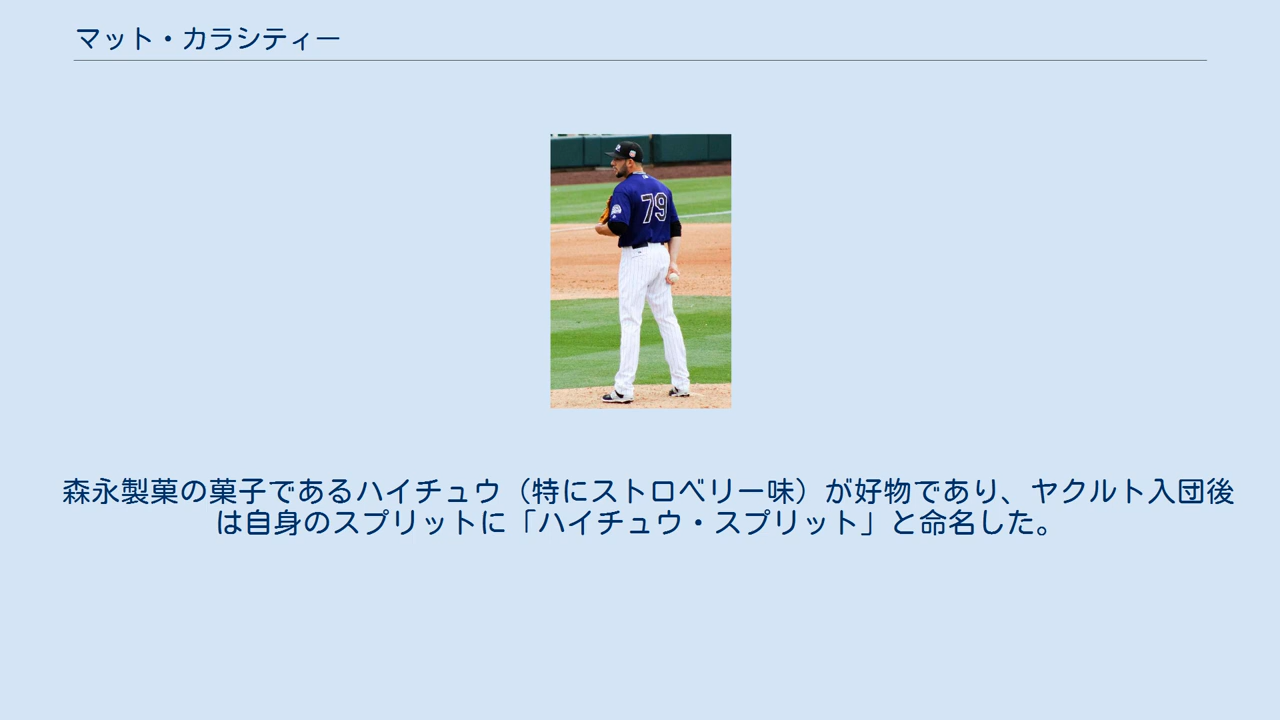 マット・カラシティー
79
森永製菓の菓子であるハイチュウ（特にストロベリー味）が好物であり、ヤクルト入団後
は自身のスプリットに「ハイチュウ・スプリット」と命名した。